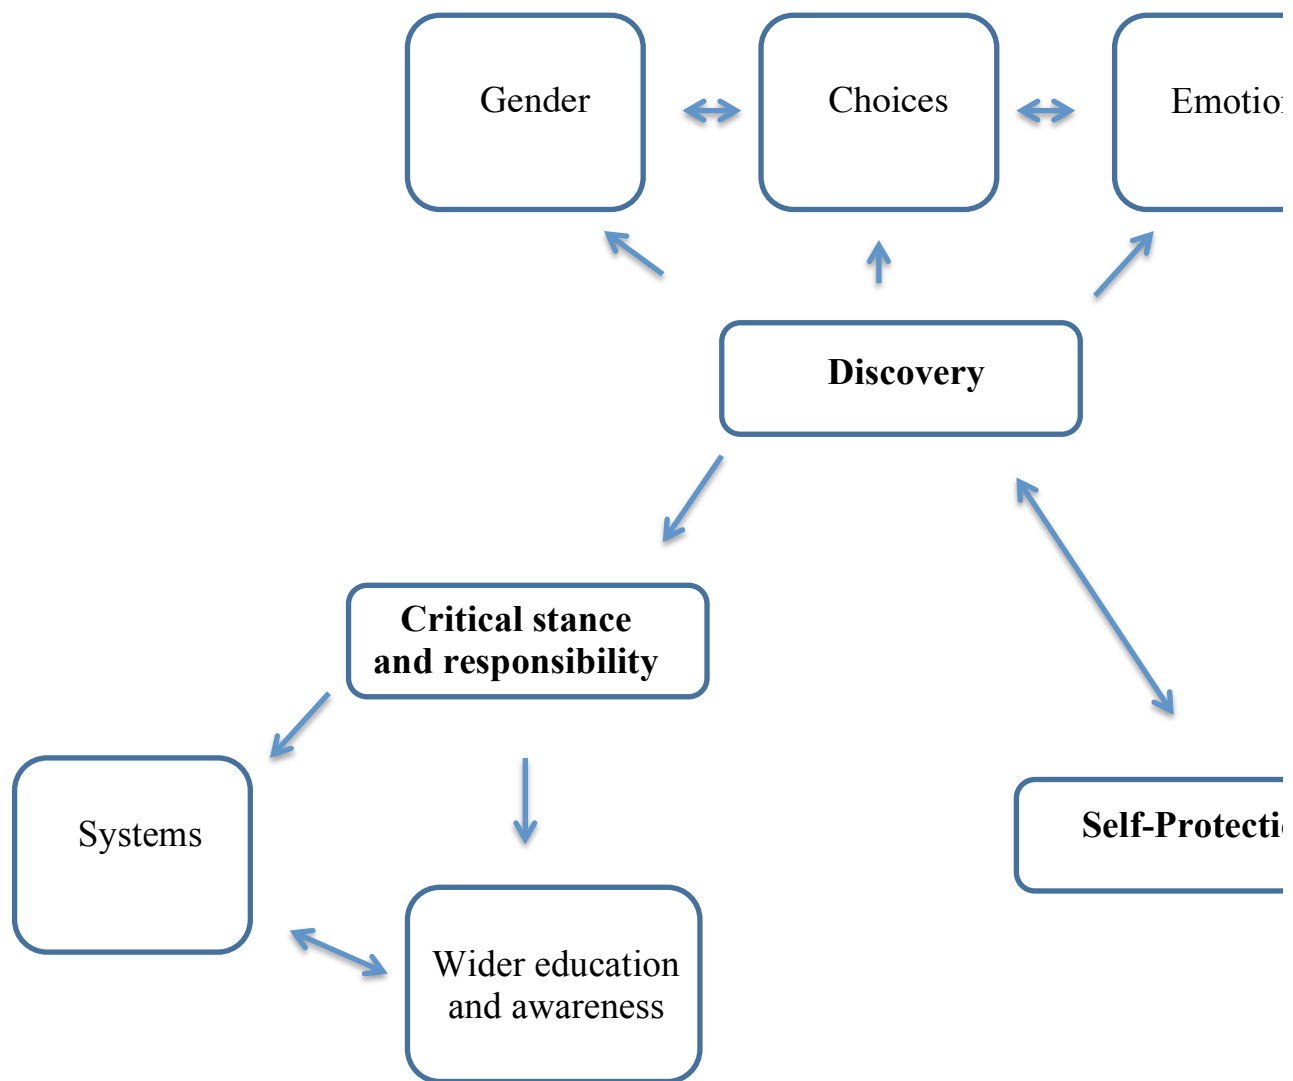 Gender
Choices
Discovery
Critical stance
and responsibility
Systems
Wider education
and awareness